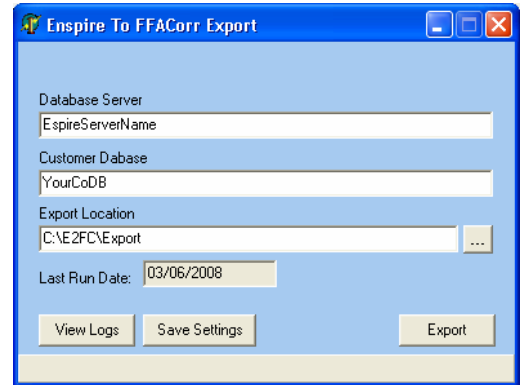 Enspire To FFACorr Export
Database Server
EspireServerName
Customer Dabase
YourCoDB
Export Location
C:\E2FC\Export
...
Last Run Date: 03/06/2008
View Logs Save Settings Export